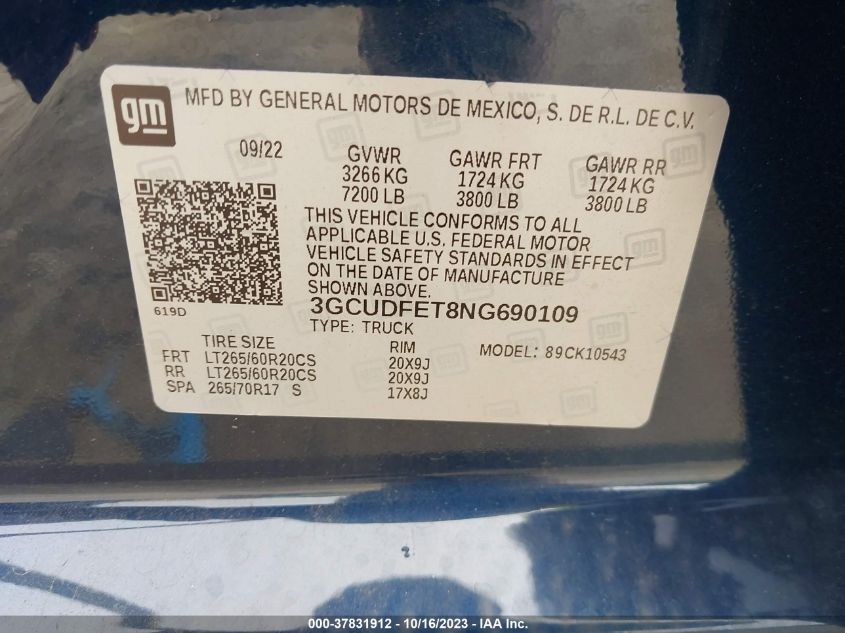 gm
MFD BY GENERAL MOTORS DE MEXICO, S. DE R.L. DE C.V.
09/22 GVWR GAWR FRT GAWR RR
3266 KG 1724 KG 1724 KG
7200 LB 3800 LB 3800 LB
THIS VEHICLE CONFORMS TO ALL
APPLICABLE U.S. FEDERAL MOTOR
VEHICLE SAFETY STANDARDS IN EFFECT
ON THE DATE OF MANUFACTURE
SHOWN ABOVE.
619D
3GCUDFET8NG690109
TYPE: TRUCK
TIRE SIZE RIM MODEL: 89CK10543
FRT LT265/60R20CS 20X9J
RR LT265/60R20CS 20X9J
SPA 265/70R17 S 17X8J
000-37831912 - 10/16/2023 - Copyright © IAA, LLC